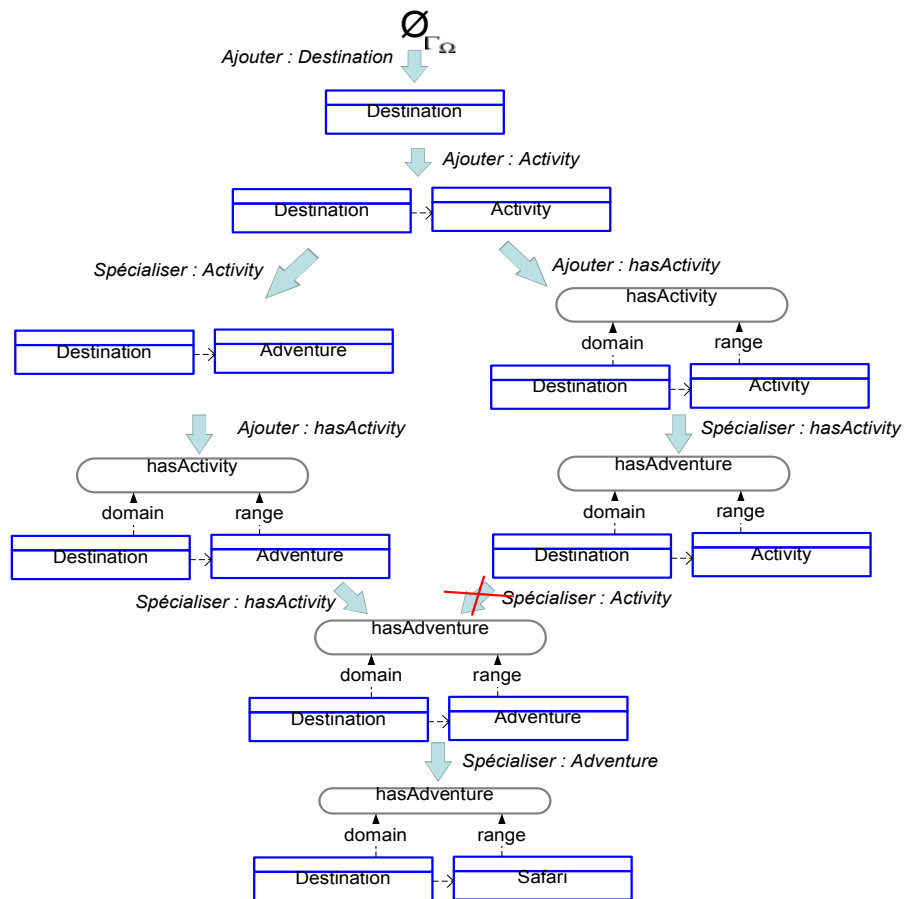 Ø ΓΩ
Ajouter : Destination
Destination
Ajouter : Activity
Destination Activity
Spécialiser : Activity
Ajouter : hasActivity
hasActivity
domain range
Destination Activity
Destination Adventure
Ajouter : hasActivity
Spécialiser : hasActivity
hasActivity
domain range
Destination Adventure
hasAdventure
domain range
Destination Activity
Spécialiser : hasActivity
Spécialiser : Activity
hasAdventure
domain range
Destination Adventure
Spécialiser : Adventure
hasAdventure
domain range
Destination Safari